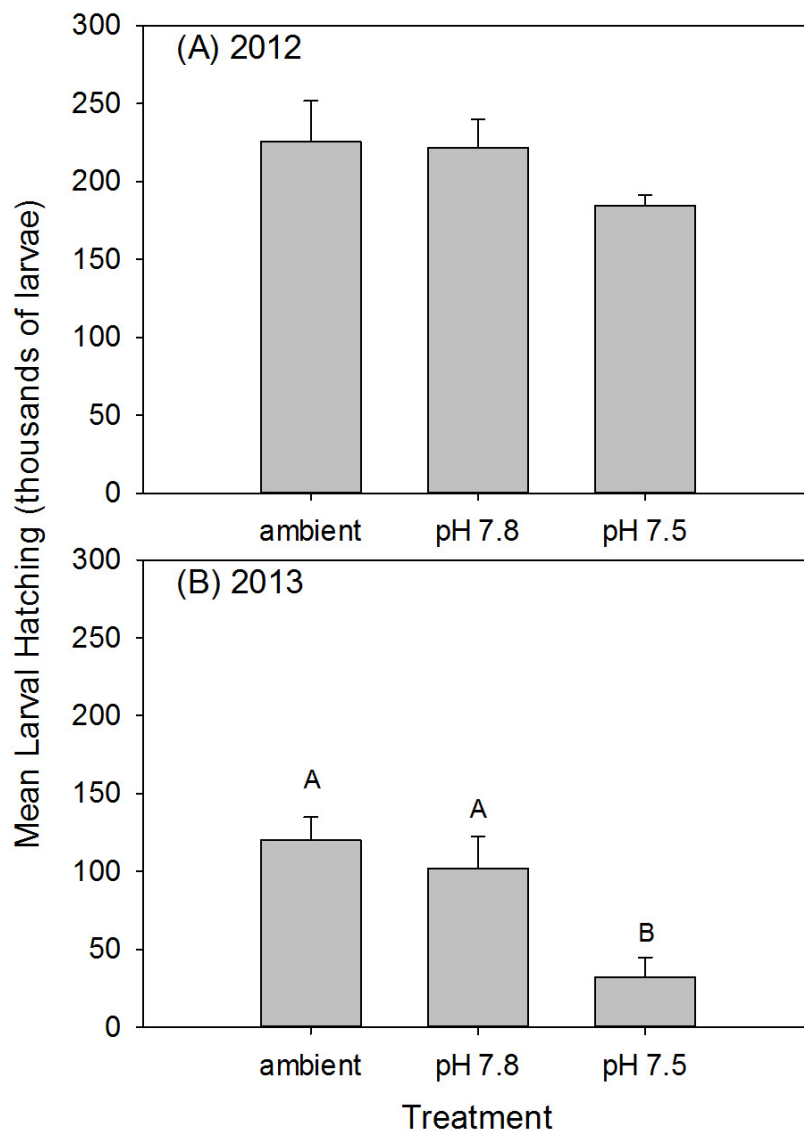 Mean Larval Hatching (thousands of larvae)
(A) 2012
300
250
200
150
100
50
0
ambient pH 7.8 pH 7.5
(B) 2013
300
250
200
150
100
50
0
A
A
B
ambient pH 7.8 pH 7.5
Treatment